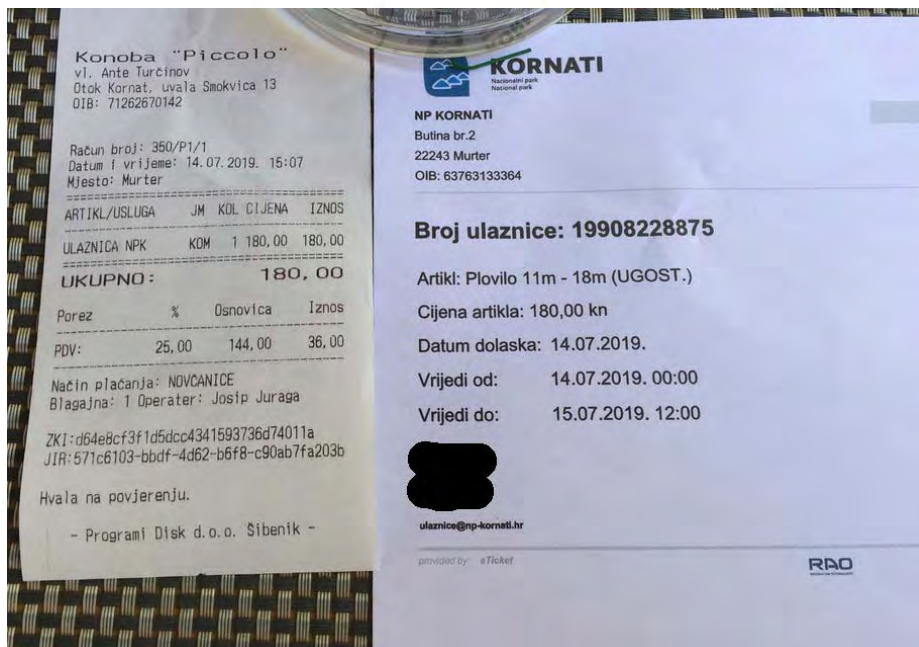 Konoba "Piccolo"
vl. Ante Turčinov
Otok Kornat, uvala Smokvica 13
OIB: 71262670142
Račun broj: 350/P1/1
Datum i vrijeme: 14.07.2019. 15:07
Mjesto: Murter
ARTIKL/USLUGA JM KOL CIJENA IZNOS
ULAZNICA NPK KOM 1 180,00 180,00
UKUPNO: 180,00
Porez % Osnovica Iznos
PDV: 25,00 144,00 36,00
Način plaćanja: NOVČANICE
Blagajna: 1 Operater: Josip Juraga
ZKI:d64e8cf3f1d5dcc4341593736d74011a
JIR:571c6103-bbdf-4d62-b6f8-c90ab7fa203b
Hvala na povjerenju.
- Programi Disk d.o.o. Šibenik -
KORNATI
Nacionalni park
National park
NP KORNATI
Butina br.2
22243 Murter
OIB: 63763133364
Broj ulaznice: 19908228875
Artikl: Plovilo 11m - 18m (UGOST.)
Cijena artikla: 180,00 kn
Datum dolaska: 14.07.2019.
Vrijedi od: 14.07.2019. 00:00
Vrijedi do: 15.07.2019. 12:00
ulaznice@np-kornati.hr
provided by eTicket
RAO